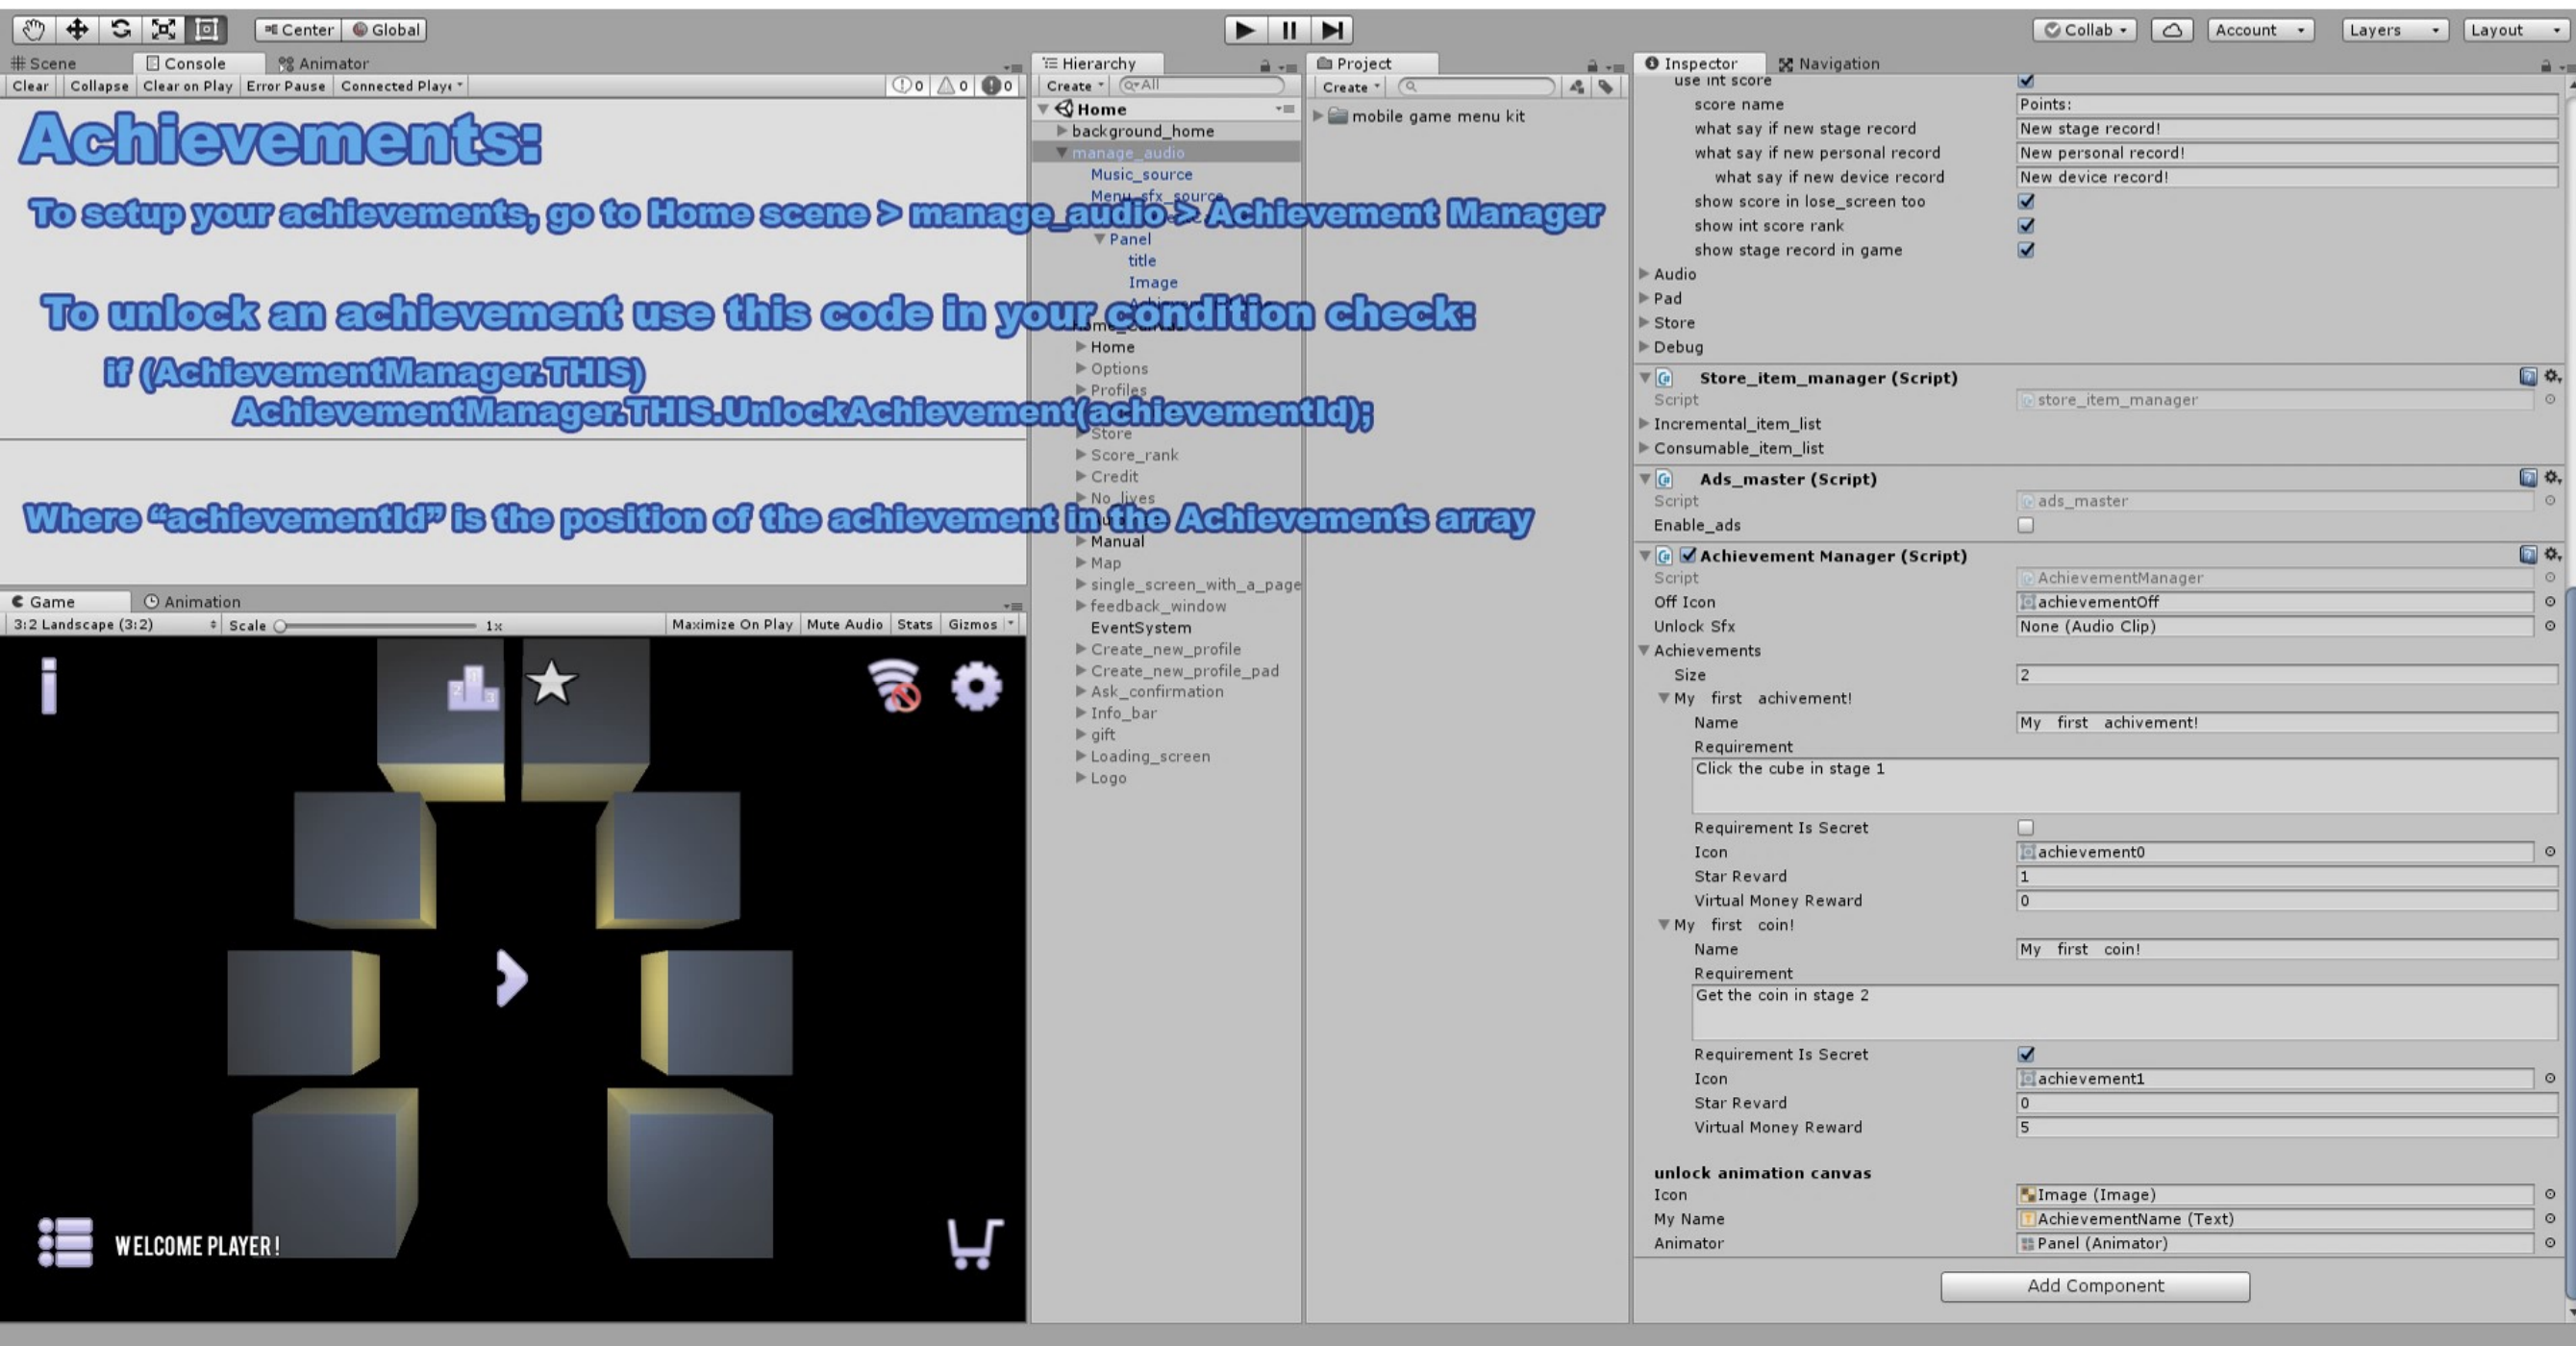 Center Global
Collab Account Layers Layout
Scene Console Animator
Clear Collapse Clear on Play Error Pause Connected Playe 0 0 0
Achievements:
To setup your achievements, go to Home scene > manage_audio > Achievement Manager
To unlock an achievement use this code in your condition check:
if (AchievementManager.THIS)
AchievementManager.THIS.UnlockAchievement(achievementId);
Where “achievementId” is the position of the achievement in the Achievements array
Game Animation
3:2 Landscape (3:2) Scale 1x Maximize On Play Mute Audio Stats Gizmos
2 1 3
WELCOME PLAYER!
Hierarchy
Create All
Home
background_home
manage_audio
Music_source
Menu_sfx_source
Panel
title
Image
Home
Options
Profiles
Store
Score_rank
Credit
No_lives
Manual
Map
single_screen_with_a_page
feedback_window
EventSystem
Create_new_profile
Create_new_profile_pad
Ask_confirmation
Info_bar
gift
Loading_screen
Logo
Project
Create
mobile game menu kit
Inspector Navigation
use int score
score name Points:
what say if new stage record New stage record!
what say if new personal record New personal record!
what say if new device record New device record!
show score in lose_screen too
show int score rank
show stage record in game
Audio
Pad
Store
Debug
Store_item_manager (Script)
Script store_item_manager
Incremental_item_list
Consumable_item_list
Ads_master (Script)
Script ads_master
Enable_ads
Achievement Manager (Script)
Script AchievementManager
Off Icon achievementOff
Unlock Sfx None (Audio Clip)
Achievements
Size 2
My first achivement!
Name My first achivement!
Requirement
Click the cube in stage 1
Requirement Is Secret
Icon achievement0
Star Revard 1
Virtual Money Reward 0
My first coin!
Name My first coin!
Requirement
Get the coin in stage 2
Requirement Is Secret
Icon achievement1
Star Revard 0
Virtual Money Reward 5
unlock animation canvas
Icon Image (Image)
My Name AchievementName (Text)
Animator Panel (Animator)
Add Component